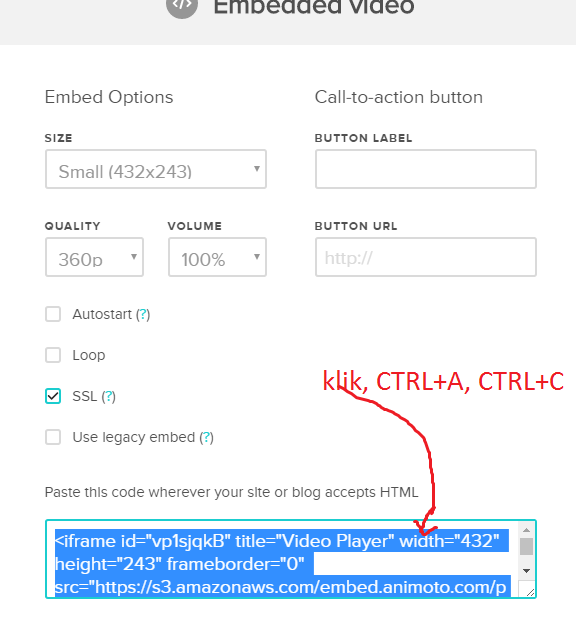 </> Embedded video
Embed Options
Call-to-action button
SIZE
BUTTON LABEL
Small (432x243)
QUALITY
VOLUME
BUTTON URL
360p
100%
http://
Autostart (?)
Loop
klik, CTRL+A, CTRL+C
SSL (?)
Use legacy embed (?)
Paste this code wherever your site or blog accepts HTML
<iframe id="vp1sjqkB" title="Video Player" width="432"
height="243" frameborder="0"
src="https://s3.amazonaws.com/embed.animoto.com/p